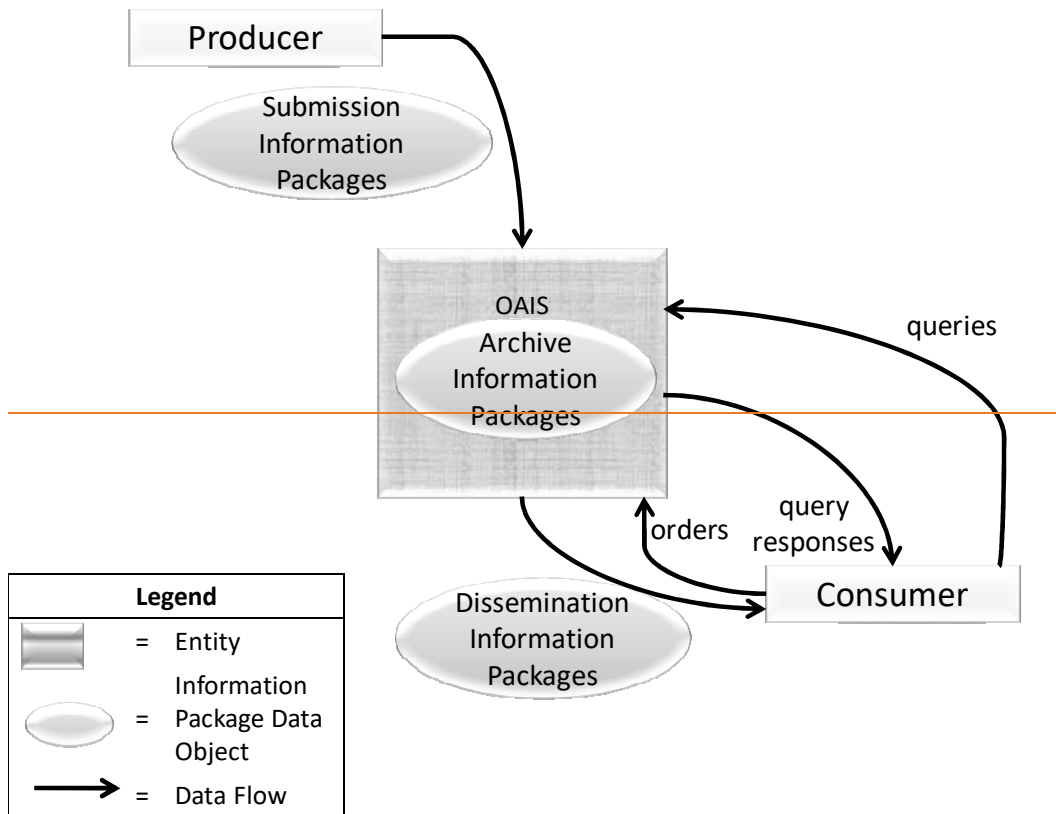 Producer
Submission
Information
Packages
OAIS
Archive
Information
Packages
queries
orders
query
responses
Consumer
Dissemination
Information
Packages
Legend
= Entity
Information
= Package Data
Object
= Data Flow